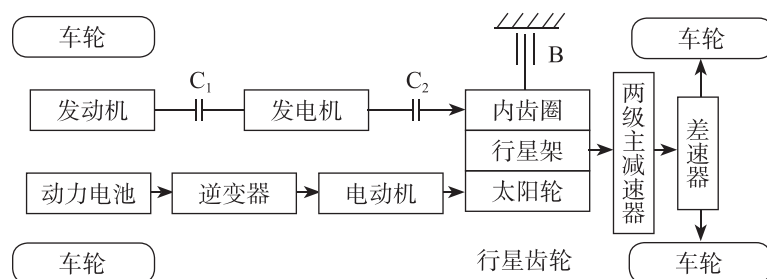 车轮
车轮
B
C1
C2
发动机
发电机
内齿圈
行星架
太阳轮
两级主减速器
差速器
动力电池
逆变器
电动机
车轮
行星齿轮
车轮